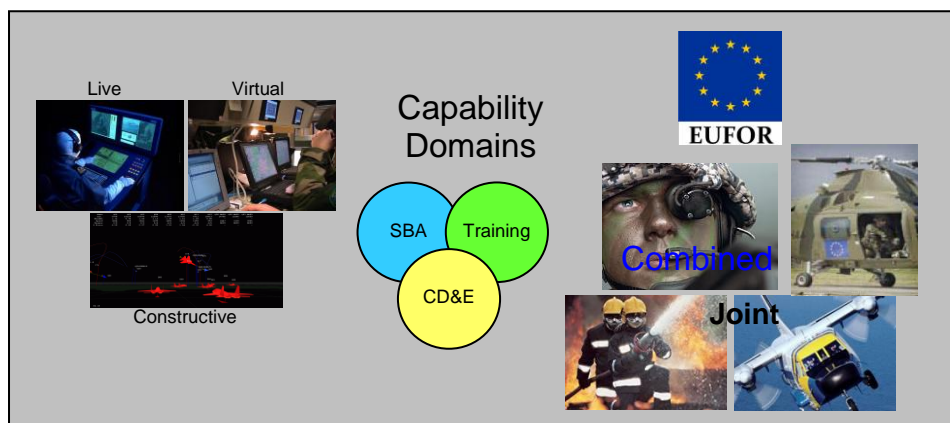 Live
Virtual
Constructive
Capability
Domains
SBA
Training
CD&E
EUFOR
Combined
Joint